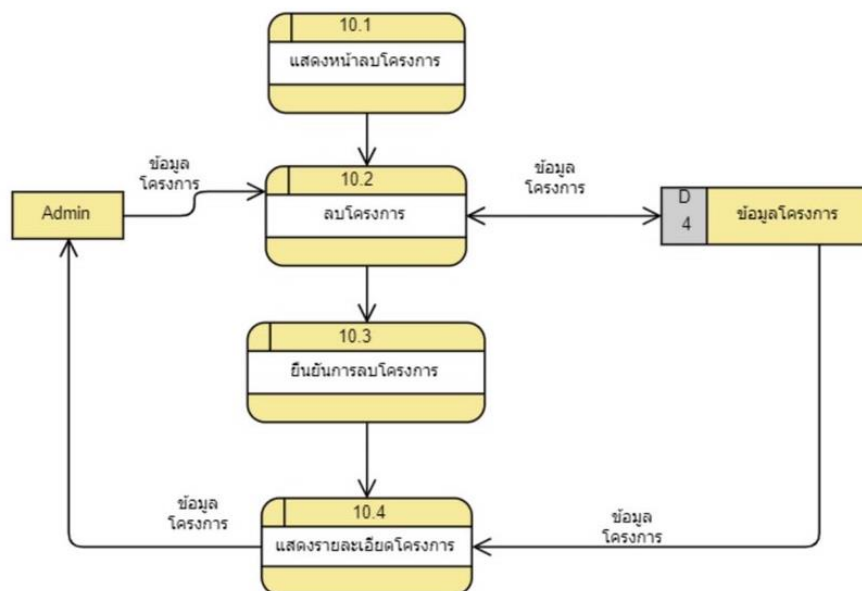 10.1
แสดงหน้าลบโครงการ
ข้อมูล
โครงการ
Admin
10.2
ลบโครงการ
ข้อมูล
โครงการ
D
4
ข้อมูลโครงการ
10.3
ยืนยันการลบโครงการ
ข้อมูล
โครงการ
10.4
แสดงรายละเอียดโครงการ
ข้อมูล
โครงการ